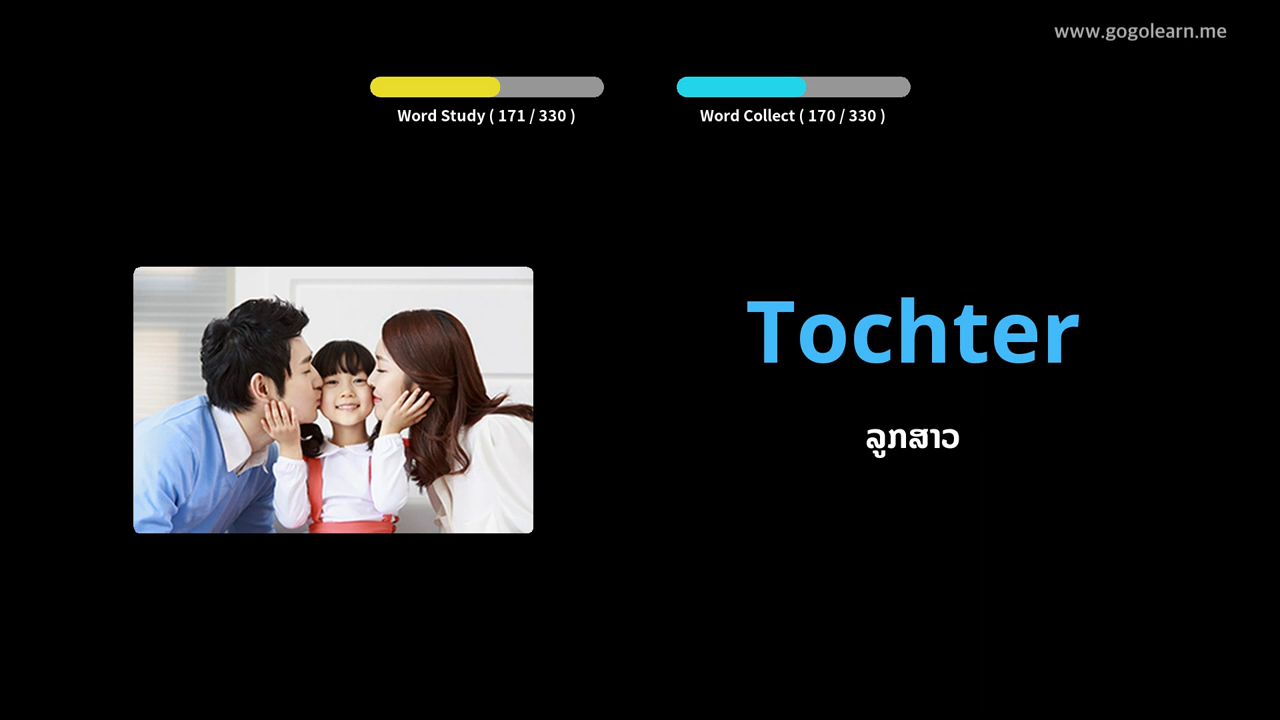 www.gogolearn.me
Word Study ( 171 / 330 )
Word Collect ( 170 / 330 )
Tochter
ລູກສາວ